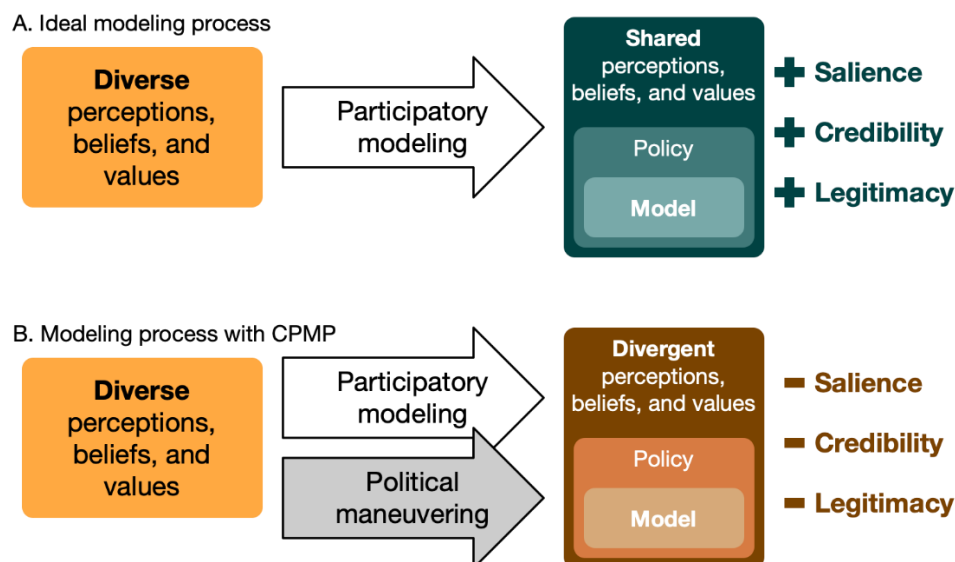 A. Ideal modeling process
Diverse
perceptions,
beliefs, and
values
Participatory
modeling
Shared
perceptions,
beliefs, and values
Policy
Model
+ Salience
+ Credibility
+ Legitimacy
B. Modeling process with CPMP
Diverse
perceptions,
beliefs, and
values
Participatory
modeling
Political
maneuvering
Divergent
perceptions,
beliefs, and values
Policy
Model
- Salience
- Credibility
- Legitimacy